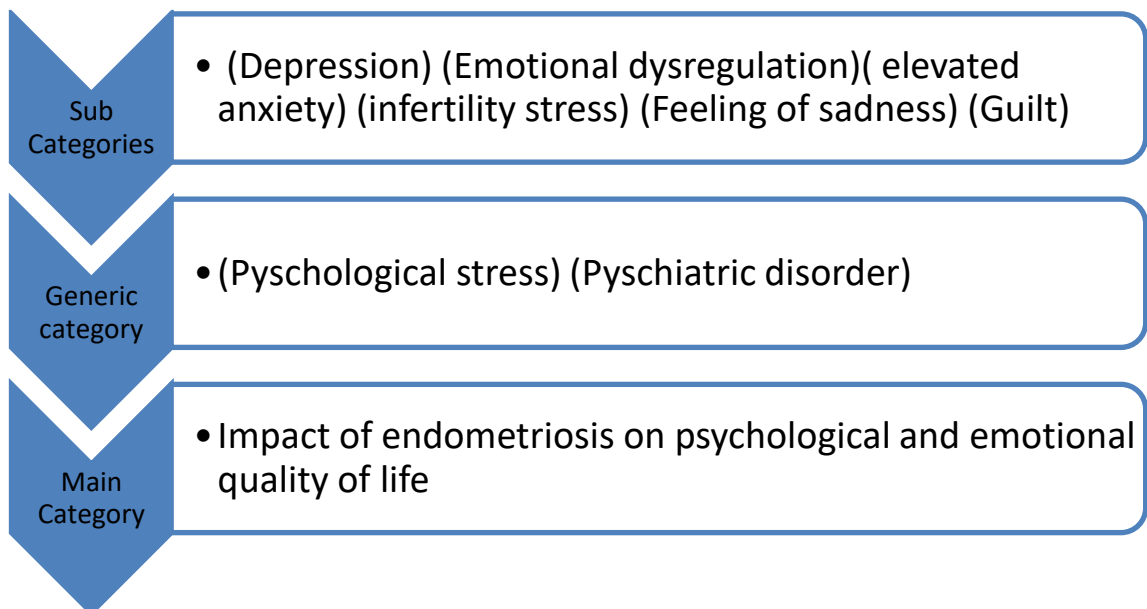 Sub
Categories
• (Depression) (Emotional dysregulation)( elevated
anxiety) (infertility stress) (Feeling of sadness) (Guilt)
Generic
category
•(Pyschological stress) (Pyschiatric disorder)
Main
Category
•Impact of endometriosis on psychological and emotional
quality of life